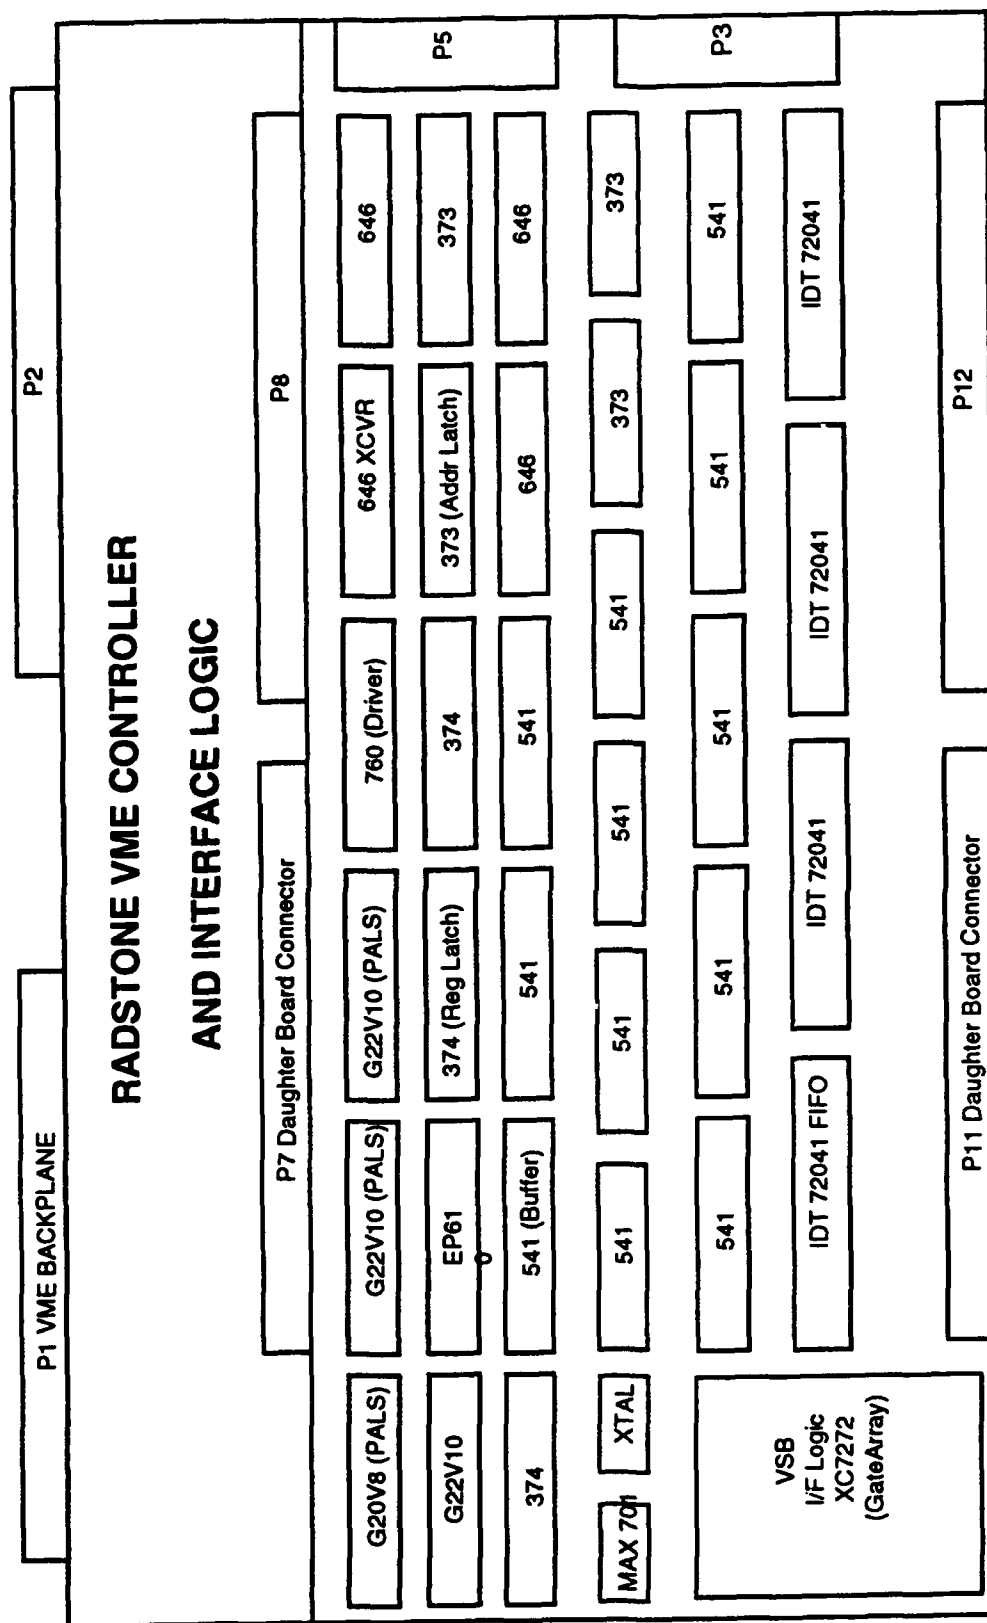 P1 VME BACKPLANE
P2
RADSTONE VME CONTROLLER
AND INTERFACE LOGIC
P7 Daughter Board Connector
P8
G20V8 (PALS)
G22V10 (PALS)
G22V10 (PALS)
760 (Driver)
646 XCVR
646
P5
G22V10
EP61
0
374 (Reg Latch)
374
373 (Addr Latch)
373
374
541 (Buffer)
541
541
646
646
MAX 701
XTAL
541
541
541
541
373
373
P3
541
541
541
541
541
VSB
I/F Logic
XC7272
(GateArray)
IDT 72041 FIFO
IDT 72041
IDT 72041
IDT 72041
P11 Daughter Board Connector
P12